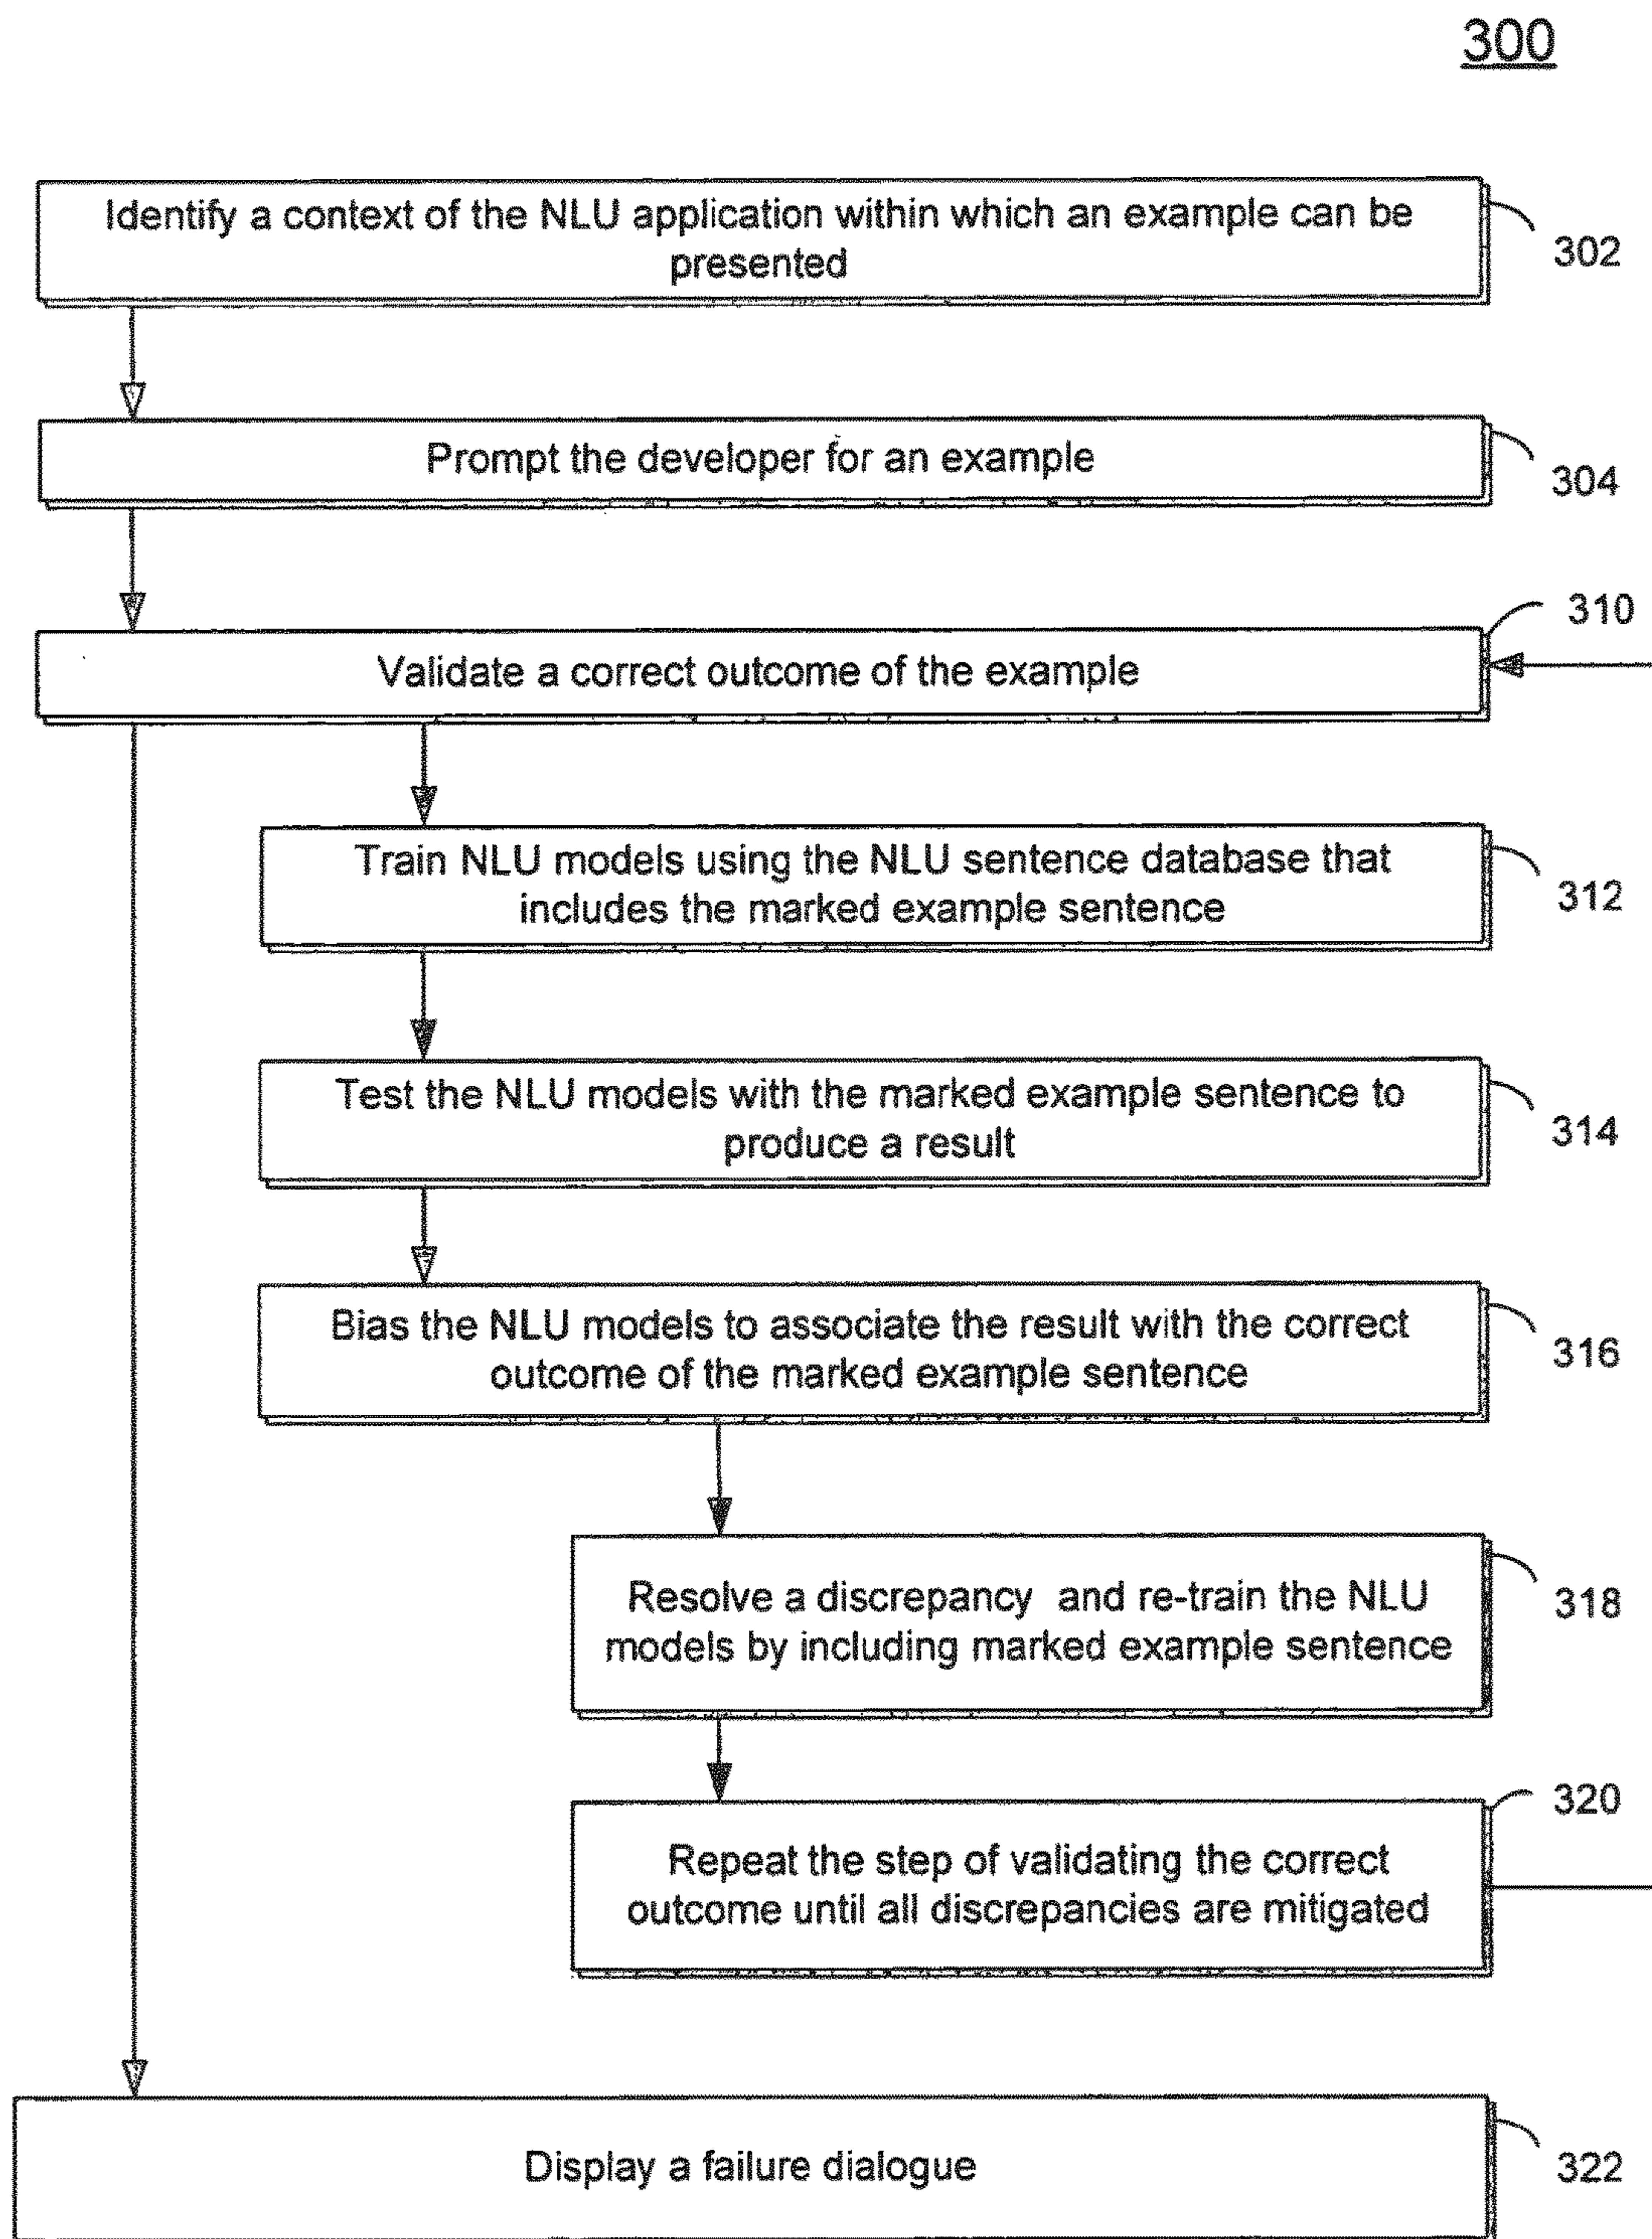 300
Identify a context of the NLU application within which an example can be
presented
302
Prompt the developer for an example
304
310
Validate a correct outcome of the example
Train NLU models using the NLU sentence database that
includes the marked example sentence
312
Test the NLU models with the marked example sentence to
produce a result
314
Bias the NLU models to associate the result with the correct
outcome of the marked example sentence
316
Resolve a discrepancy and re-train the NLU
models by including marked example sentence
318
320
Repeat the step of validating the correct
outcome until all discrepancies are mitigated
Display a failure dialogue
322